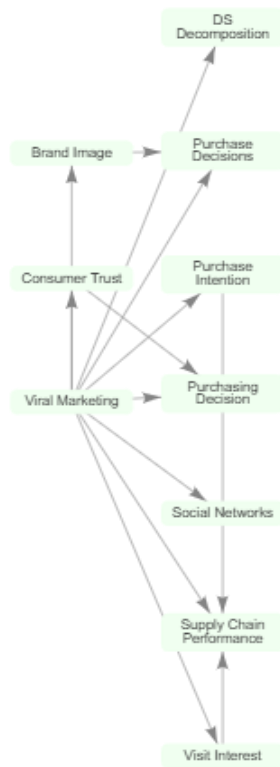 DS
Decomposition
Brand Image
Purchase
Decisions
Consumer Trust
Purchase
Intention
Viral Marketing
Purchasing
Decision
Social Networks
Supply Chain
Performance
Visit Interest